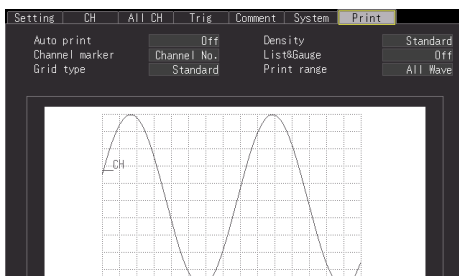 Setting CH All CH Trig Comment System Print
Auto print Off Density Standard
Channel marker Channel No. List&Gauge Off
Grid type Standard Print range All Wave
CH